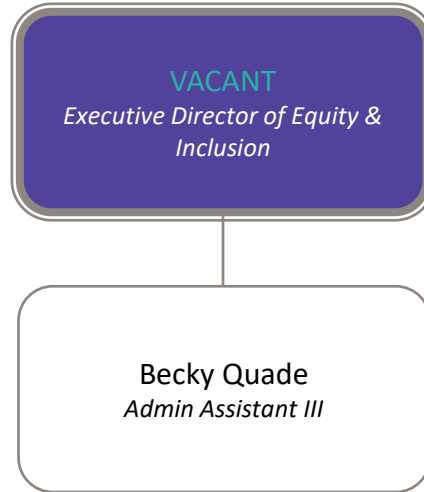 VACANT
Executive Director of Equity &
Inclusion
Becky Quade
Admin Assistant III